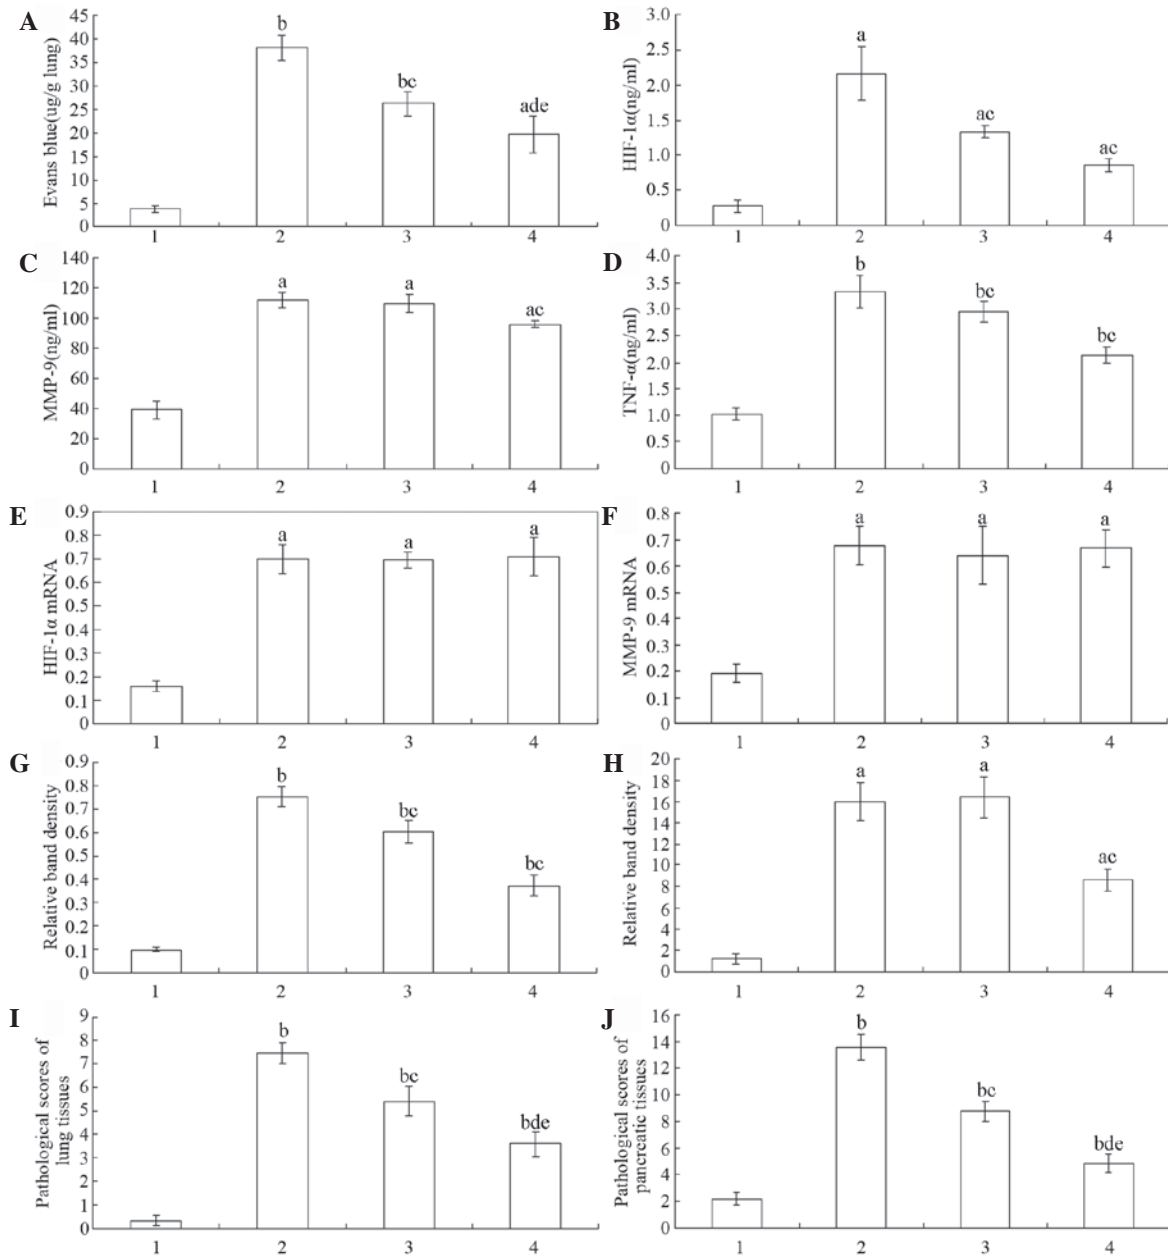 A
Evans blue(ug/g lung)
45
40
35
30
25
20
15
10
5
0
b
bc
ade
1 2 3 4
B
HIF-1α(ng/ml)
3.0
2.5
2.0
1.5
1.0
0.5
0
a
ac
ac
1 2 3 4
C
MMP-9(ng/ml)
140
120
100
80
60
40
20
0
a
a
ac
1 2 3 4
D
TNF-α(ng/ml)
4.0
3.5
3.0
2.5
2.0
1.5
1.0
0.5
0
b
bc
bc
1 2 3 4
E
HIF-1α mRNA
0.9
0.8
0.7
0.6
0.5
0.4
0.3
0.2
0.1
0
a
a
a
1 2 3 4
F
MMP-9 mRNA
0.8
0.7
0.6
0.5
0.4
0.3
0.2
0.1
0
a
a
a
1 2 3 4
G
Relative band density
0.9
0.8
0.7
0.6
0.5
0.4
0.3
0.2
0.1
0
b
bc
bc
1 2 3 4
H
Relative band density
20
18
16
14
12
10
8
6
4
2
0
a
a
ac
1 2 3 4
I
Pathological scores of
lung tissues
9
8
7
6
5
4
3
2
1
0
b
bc
bde
1 2 3 4
J
Pathological scores of
pancreatic tissues
16
14
12
10
8
6
4
2
0
b
bc
bde
1 2 3 4